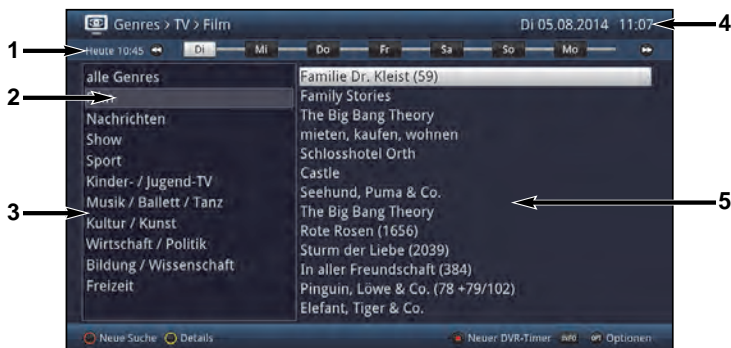 Genres > TV > Film
Di 05.08.2014 11:07
4
1
Heute 10:45
Di
Mi
Do
Fr
Sa
So
Mo
2
alle Genres
Nachrichten
Show
Sport
Kinder- / Jugend-TV
Musik / Ballett / Tanz
3
Kultur / Kunst
Wirtschaft / Politik
Bildung / Wissenschaft
Freizeit
Familie Dr. Kleist (59)
Family Stories
The Big Bang Theory
mieten, kaufen, wohnen
Schlosshotel Orth
Castle
Seehund, Puma & Co.
The Big Bang Theory
5
Rote Rosen (1656)
Sturm der Liebe (2039)
In aller Freundschaft (384)
Pinguin, Löwe & Co. (78 +79/102)
Elefant, Tiger & Co.
Neue Suche
Details
Neuer DVR-Timer
INFO
OPT
Optionen